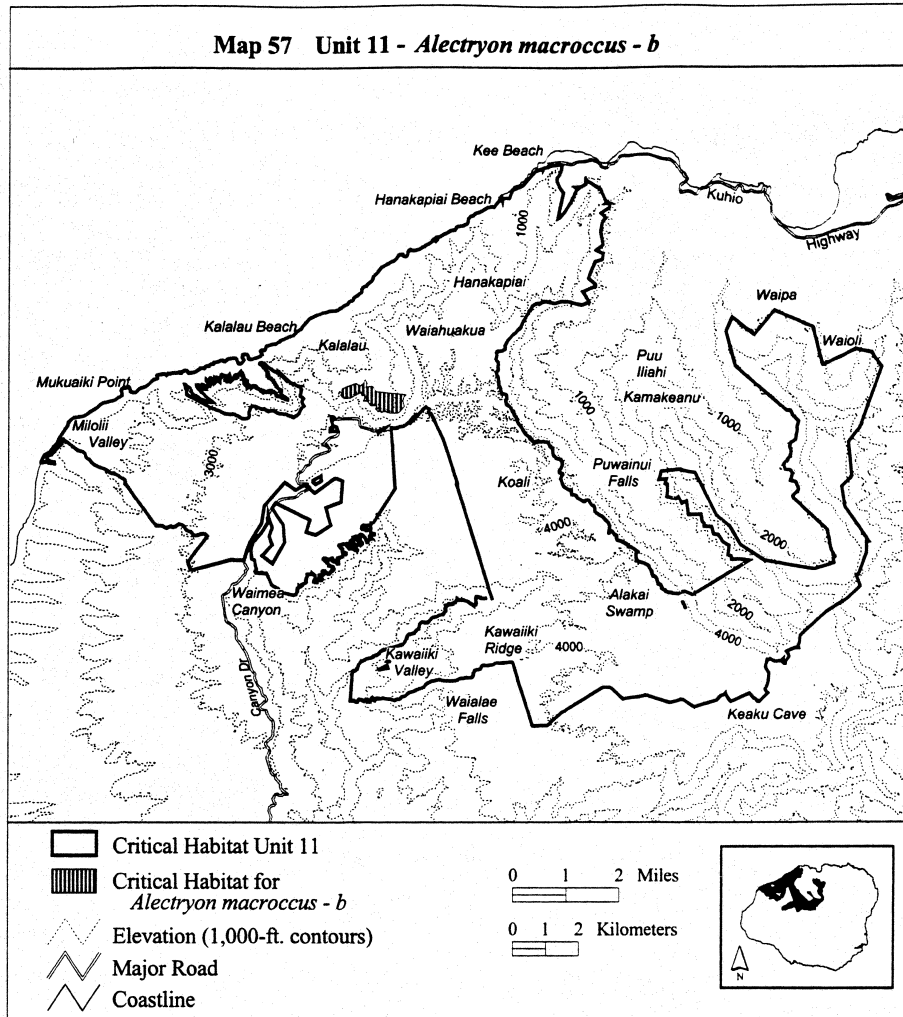 Map 57 Unit 11 - Alectryon macroccus - b
Kee Beach
Hanakapiai Beach
Kuhio
Highway
1000
Hanakapiai
Waipa
Kalalau Beach
Waiahuakua
Waioli
Kalalau
Puu
Iliahi
Mukuaiki Point
Kamakeanu
1000
1000
Milolii
Valley
3000
Puwainui
Falls
Koali
4000
2000
Waimea
Canyon
Alakai
Swamp
2000
4000
Kawaiiki
Ridge
4000
Kawaiiki
Valley
Canyon Dr
Waialae
Falls
Keaku Cave
Critical Habitat Unit 11
Critical Habitat for
Alectryon macroccus - b
Elevation (1,000-ft. contours)
Major Road
Coastline
0 1 2 Miles
0 1 2 Kilometers
N